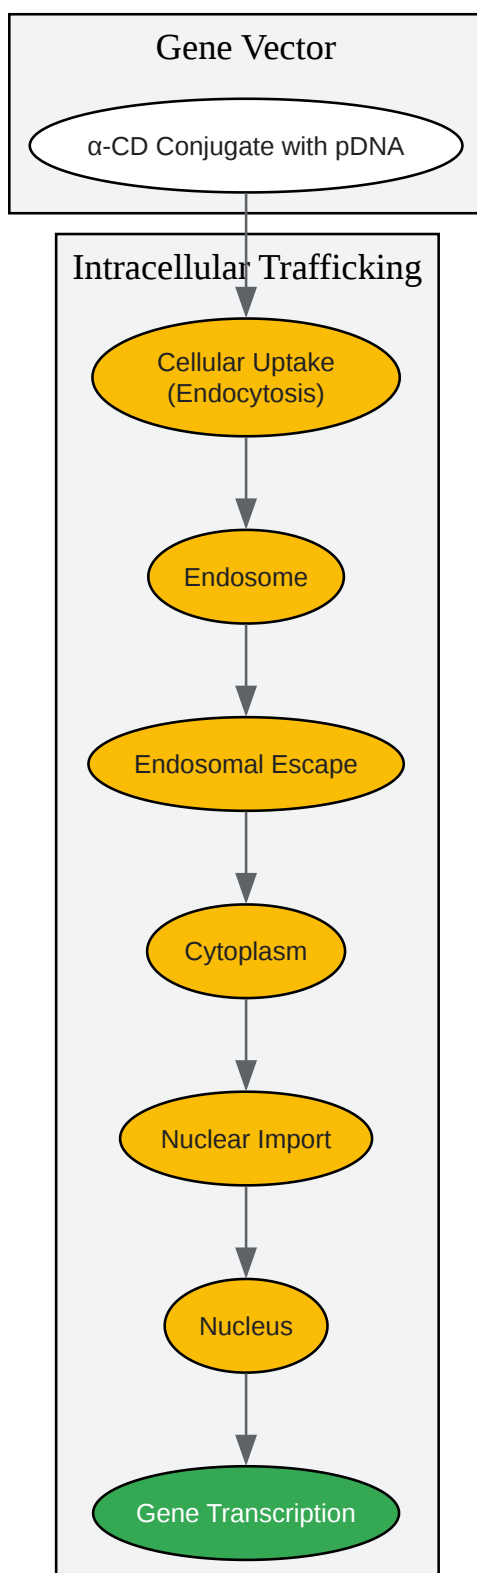 Gene Vector
α-CD Conjugate with pDNA
Intracellular Trafficking
Cellular Uptake
(Endocytosis)
Endosome
Endosomal Escape
Cytoplasm
Nuclear Import
Nucleus
Gene Transcription